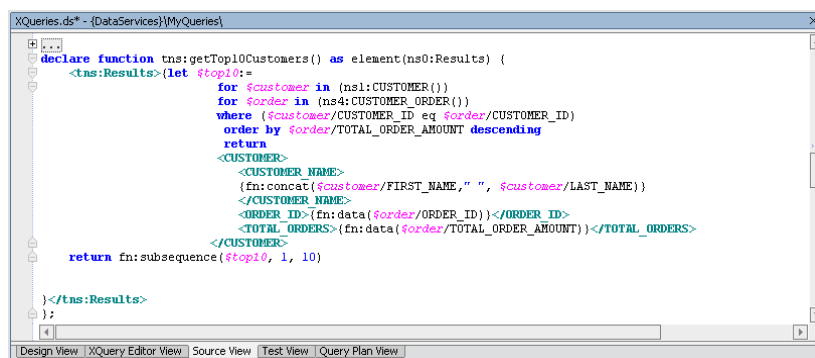 XQueries.ds* - {DataServices}\MyQueries\
...
declare function tns:getTop10Customers() as element(ns0:Results) {
<tns:Results>{let $top10:=
for $customer in (ns1:CUSTOMER())
for $order in (ns4:CUSTOMER_ORDER())
where ($customer/CUSTOMER_ID eq $order/CUSTOMER_ID)
order by $order/TOTAL_ORDER_AMOUNT descending
return
<CUSTOMER>
<CUSTOMER_NAME>
{fn:concat($customer/FIRST_NAME," ", $customer/LAST_NAME)}
</CUSTOMER_NAME>
<ORDER_ID>{fn:data($order/ORDER_ID)}</ORDER_ID>
<TOTAL_ORDERS>{fn:data($order/TOTAL_ORDER_AMOUNT)}</TOTAL_ORDERS>
</CUSTOMER>
return fn:subsequence($top10, 1, 10)
}</tns:Results>
};
Design View XQuery Editor View Source View Test View Query Plan View